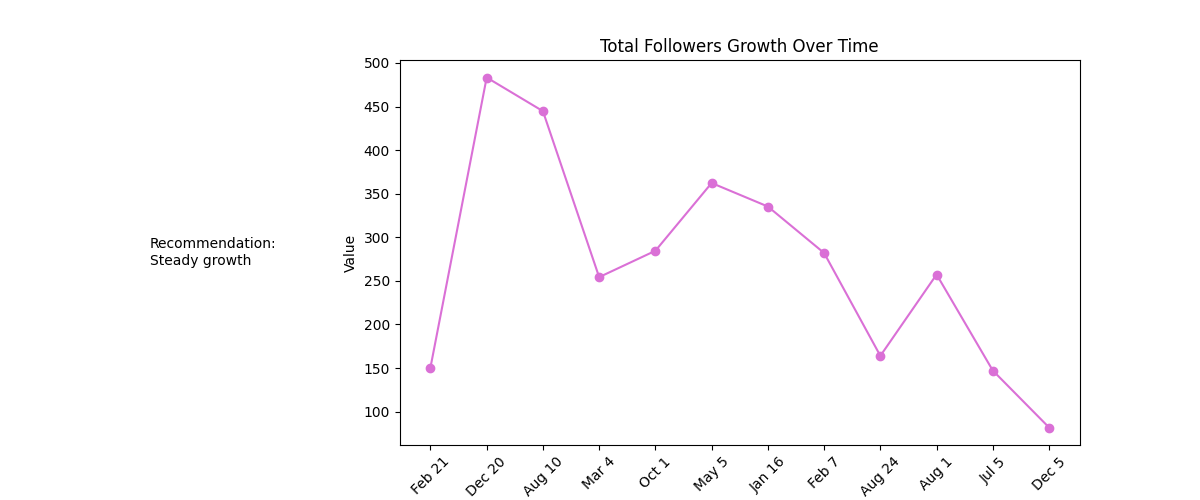 Total Followers Growth Over Time
Recommendation:
Steady growth
Value
500
450
400
350
300
250
200
150
100
Feb 21
Dec 20
Aug 10
Mar 4
Oct 1
May 5
Jan 16
Feb 7
Aug 24
Aug 1
Jul 5
Dec 5